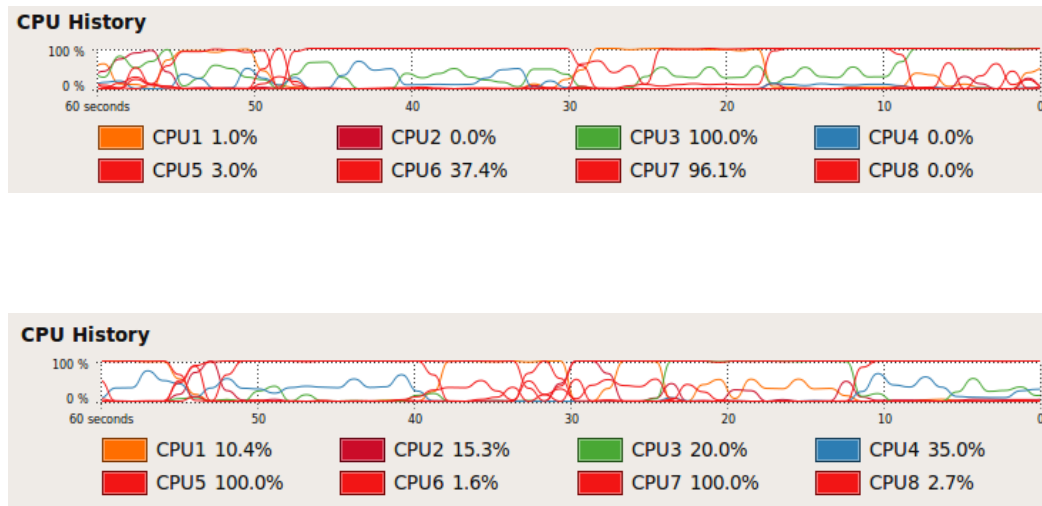 CPU History
100 %
0 %
60 seconds 50 40 30 20 10 0
CPU1 1.0% CPU2 0.0% CPU3 100.0% CPU4 0.0%
CPU5 3.0% CPU6 37.4% CPU7 96.1% CPU8 0.0%
CPU History
100 %
0 %
60 seconds 50 40 30 20 10 0
CPU1 10.4% CPU2 15.3% CPU3 20.0% CPU4 35.0%
CPU5 100.0% CPU6 1.6% CPU7 100.0% CPU8 2.7%